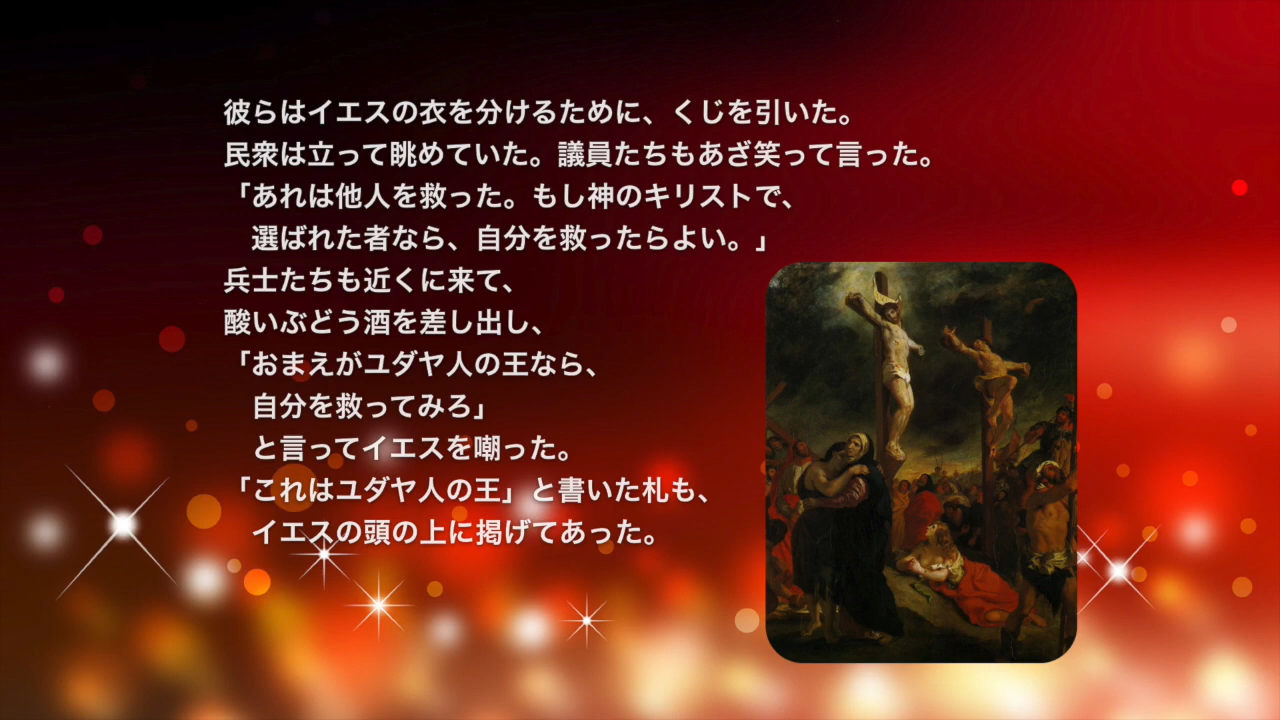 彼らはイエスの衣を分けるために、くじを引いた。
民衆は立って眺めていた。議員たちもあざ笑って言った。
「あれは他人を救った。もし神のキリストで、
選ばれた者なら、自分を救ったらよい。」
兵士たちも近くに来て、
酸いぶどう酒を差し出し、
「おまえがユダヤ人の王なら、
自分を救ってみろ」
と言ってイエスを嘲った。
「これはユダヤ人の王」と書いた札も、
イエスの頭の上に掲げてあった。